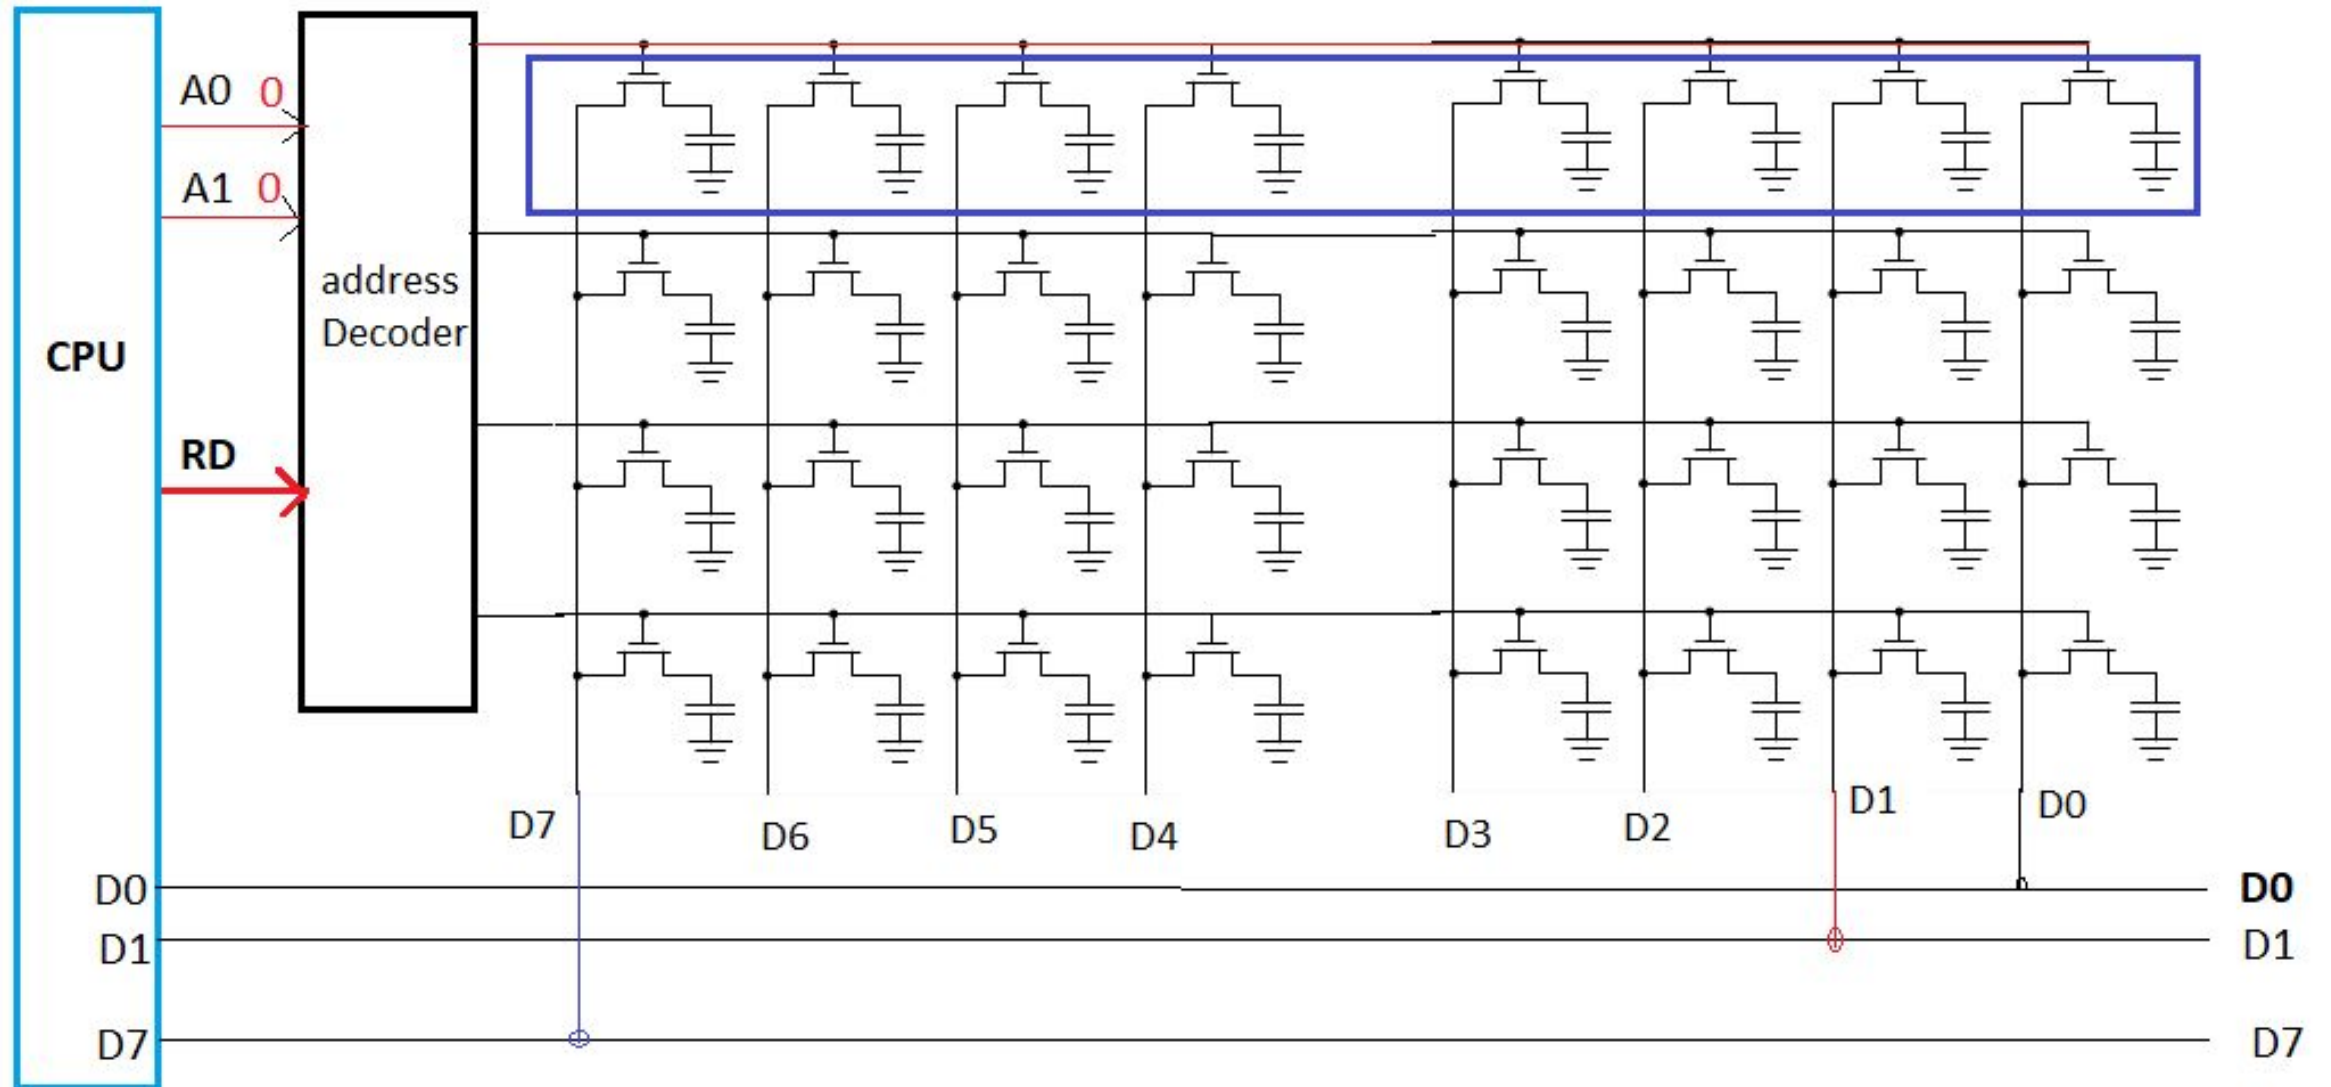 A0 0
A1 0
address
Decoder
CPU
RD
D7
D6
D5
D4
D3
D2
D1
D0
D0
D0
D1
D1
D7
D7